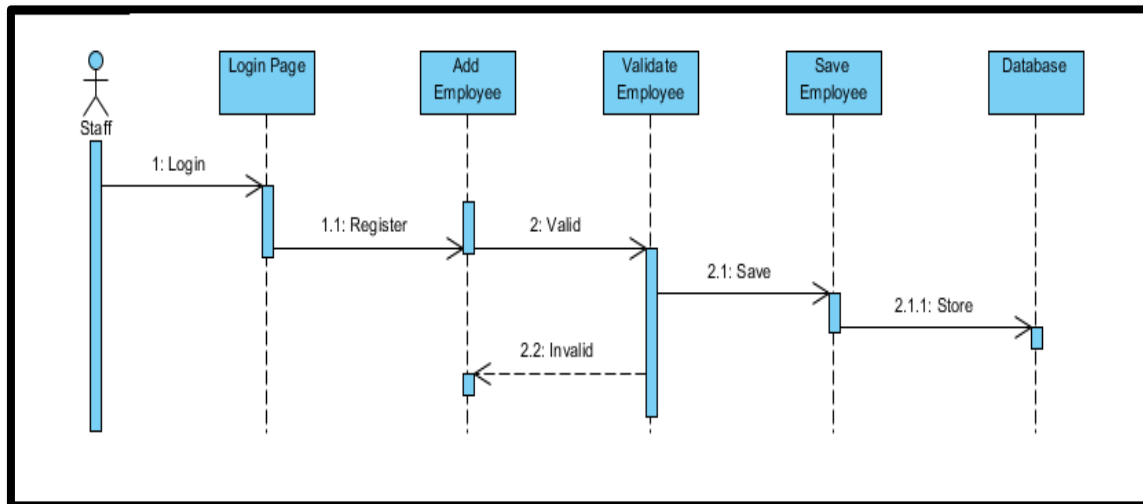 Login Page
Add
Employee
Validate
Employee
Save
Employee
Database
Staff
1: Login
1.1: Register
2: Valid
2.1: Save
2.1.1: Store
2.2: Invalid